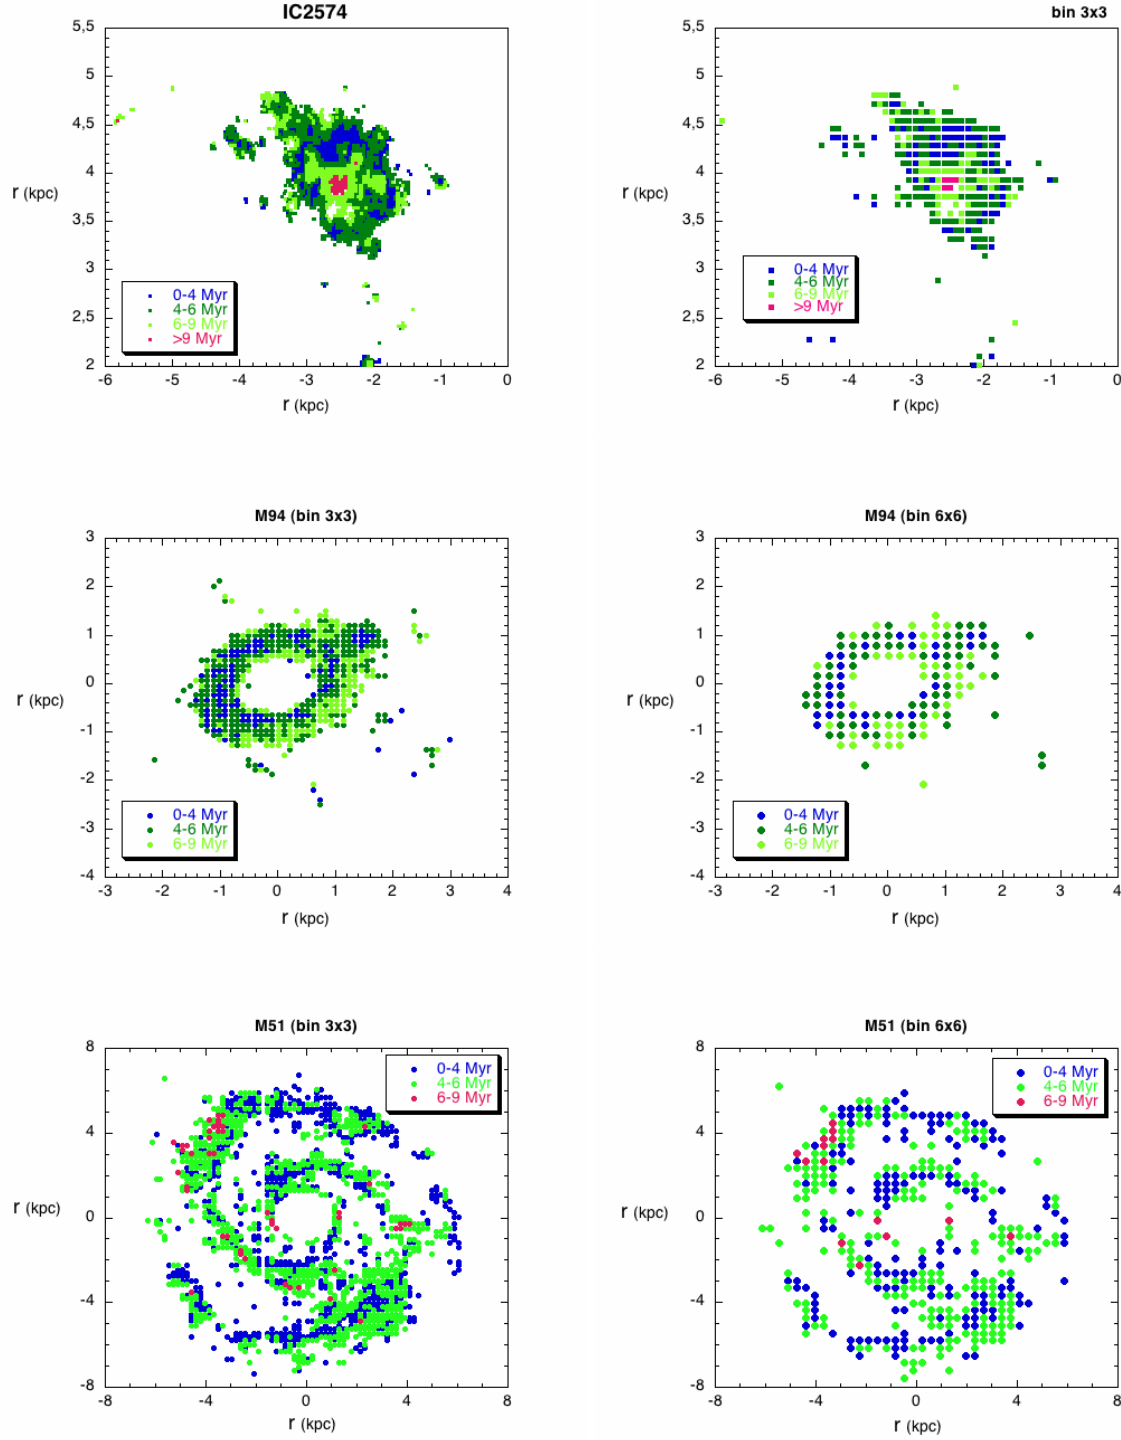 IC2574
bin 3x3
5,5
5
4,5
4
3,5
3
2,5
2
r (kpc)
0-4 Myr
4-6 Myr
6-9 Myr
>9 Myr
-6 -5 -4 -3 -2 -1 0
r (kpc)
5,5
5
4,5
4
3,5
3
2,5
2
r (kpc)
0-4 Myr
4-6 Myr
6-9 Myr
>9 Myr
-6 -5 -4 -3 -2 -1 0
r (kpc)
M94 (bin 3x3)
3
2
1
0
-1
-2
-3
-4
r (kpc)
0-4 Myr
4-6 Myr
6-9 Myr
-3 -2 -1 0 1 2 3 4
r (kpc)
M94 (bin 6x6)
3
2
1
0
-1
-2
-3
-4
r (kpc)
0-4 Myr
4-6 Myr
6-9 Myr
-3 -2 -1 0 1 2 3 4
r (kpc)
M51 (bin 3x3)
8
4
0
-4
-8
r (kpc)
0-4 Myr
4-6 Myr
6-9 Myr
-8 -4 0 4 8
r (kpc)
M51 (bin 6x6)
8
4
0
-4
-8
r (kpc)
0-4 Myr
4-6 Myr
6-9 Myr
-8 -4 0 4 8
r (kpc)